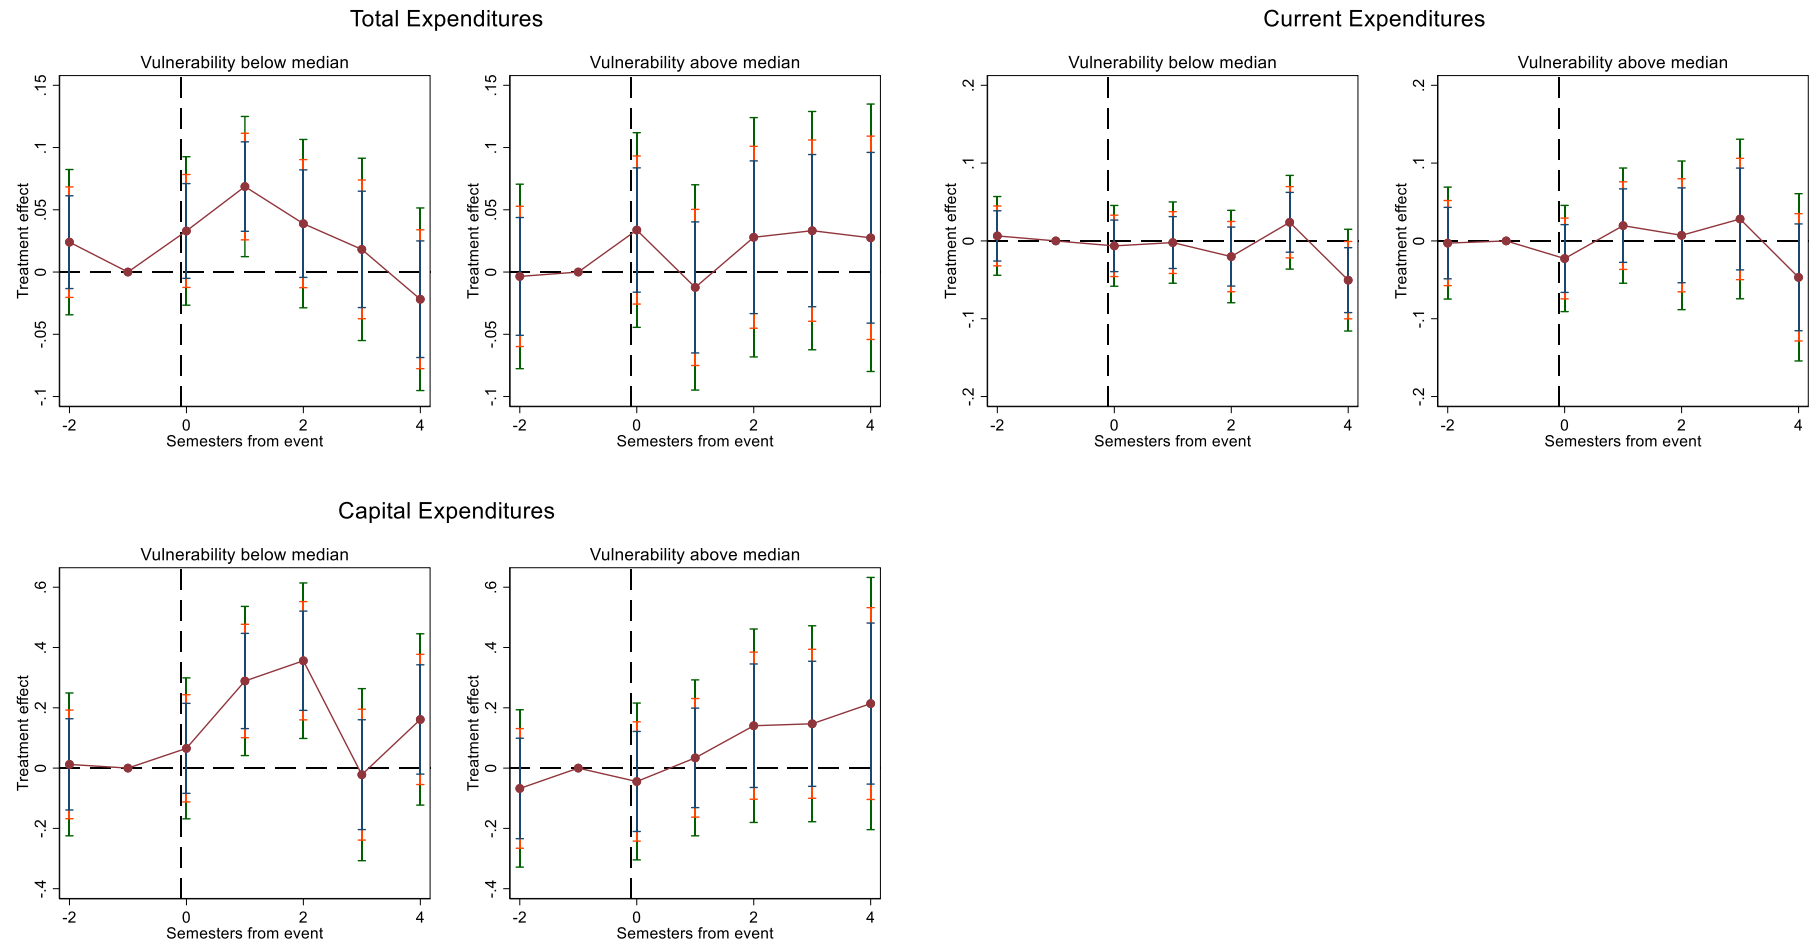 Total Expenditures
Vulnerability below median
Treatment effect
.15
.1
.05
0
-.05
-.1
-2
0
2
4
Semesters from event
Vulnerability above median
Treatment effect
.15
.1
.05
0
-.05
-.1
-2
0
2
4
Semesters from event
Current Expenditures
Vulnerability below median
Treatment effect
.2
.1
0
-.1
-.2
-2
0
2
4
Semesters from event
Vulnerability above median
Treatment effect
.2
.1
0
-.1
-.2
-2
0
2
4
Semesters from event
Capital Expenditures
Vulnerability below median
Treatment effect
.6
.4
.2
0
-.2
-.4
-2
0
2
4
Semesters from event
Vulnerability above median
Treatment effect
.6
.4
.2
0
-.2
-.4
-2
0
2
4
Semesters from event